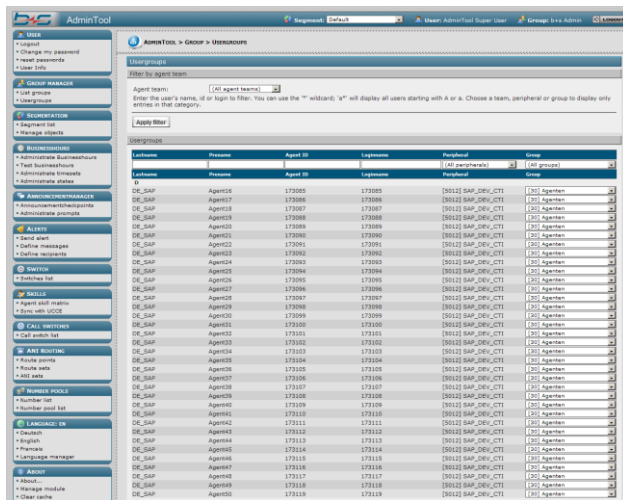 b+s AdminTool Segment: Default User: AdminTool Super User Group: b+s Admin LOGOUT
USER
Logout
Change my password
reset passwords
User Info
GROUP MANAGER
List groups
Usergroups
SEGMENTATION
Segment list
Manage objects
BUSINESSHOURS
Administrate Businesshours
Test businesshours
Administrate timesets
Administrate states
ANNOUNCEMENTMANAGER
Announcementcheckpoints
Administrate prompts
ALERTS
Send alert
Define messages
Define recipients
SWITCH
Switches list
SKILLS
Agent skill matrix
Sync with UCCE
CALL SWITCHES
Call switch list
ANI ROUTING
Route points
Route sets
ANI sets
NUMBER POOLS
Number list
Number pool list
LANGUAGE: EN
Deutsch
English
Francais
Language manager
ABOUT
About...
Manage module
Clear cache
ADMINTOOL > GROUP > USERGROUPS
Usergroups
Filter by agent team
Agent team: (All agent teams)
Enter the user's name, id or login to filter. You can use the '*' wildcard; 'a*' will display all users starting with A or a. Choose a team, peripheral or group to display only
entries in that category.
Apply filter
Usergroups
Lastname Prename Agent ID Loginname Peripheral Group
(All peripherals) (All groups)
Lastname Prename Agent ID Loginname Peripheral Group
D
DE_SAP Agent16 173085 173085 [5012] SAP_DEV_CTI [30] Agenten
DE_SAP Agent17 173086 173086 [5012] SAP_DEV_CTI [30] Agenten
DE_SAP Agent18 173087 173087 [5012] SAP_DEV_CTI [30] Agenten
DE_SAP Agent19 173088 173088 [5012] SAP_DEV_CTI [30] Agenten
DE_SAP Agent20 173089 173089 [5012] SAP_DEV_CTI [30] Agenten
DE_SAP Agent21 173090 173090 [5012] SAP_DEV_CTI [30] Agenten
DE_SAP Agent22 173091 173091 [5012] SAP_DEV_CTI [30] Agenten
DE_SAP Agent23 173092 173092 [5012] SAP_DEV_CTI [30] Agenten
DE_SAP Agent24 173093 173093 [5012] SAP_DEV_CTI [30] Agenten
DE_SAP Agent25 173094 173094 [5012] SAP_DEV_CTI [30] Agenten
DE_SAP Agent26 173095 173095 [5012] SAP_DEV_CTI [30] Agenten
DE_SAP Agent27 173096 173096 [5012] SAP_DEV_CTI [30] Agenten
DE_SAP Agent28 173097 173097 [5012] SAP_DEV_CTI [30] Agenten
DE_SAP Agent29 173098 173098 [5012] SAP_DEV_CTI [30] Agenten
DE_SAP Agent30 173099 173099 [5012] SAP_DEV_CTI [30] Agenten
DE_SAP Agent31 173100 173100 [5012] SAP_DEV_CTI [30] Agenten
DE_SAP Agent32 173101 173101 [5012] SAP_DEV_CTI [30] Agenten
DE_SAP Agent33 173102 173102 [5012] SAP_DEV_CTI [30] Agenten
DE_SAP Agent34 173103 173103 [5012] SAP_DEV_CTI [30] Agenten
DE_SAP Agent35 173104 173104 [5012] SAP_DEV_CTI [30] Agenten
DE_SAP Agent37 173106 173106 [5012] SAP_DEV_CTI [30] Agenten
DE_SAP Agent38 173107 173107 [5012] SAP_DEV_CTI [30] Agenten
DE_SAP Agent39 173108 173108 [5012] SAP_DEV_CTI [30] Agenten
DE_SAP Agent40 173109 173109 [5012] SAP_DEV_CTI [30] Agenten
DE_SAP Agent41 173110 173110 [5012] SAP_DEV_CTI [30] Agenten
DE_SAP Agent42 173111 173111 [5012] SAP_DEV_CTI [30] Agenten
DE_SAP Agent43 173112 173112 [5012] SAP_DEV_CTI [30] Agenten
DE_SAP Agent44 173113 173113 [5012] SAP_DEV_CTI [30] Agenten
DE_SAP Agent45 173114 173114 [5012] SAP_DEV_CTI [30] Agenten
DE_SAP Agent46 173115 173115 [5012] SAP_DEV_CTI [30] Agenten
DE_SAP Agent47 173116 173116 [5012] SAP_DEV_CTI [30] Agenten
DE_SAP Agent48 173117 173117 [5012] SAP_DEV_CTI [30] Agenten
DE_SAP Agent49 173118 173118 [5012] SAP_DEV_CTI [30] Agenten
DE_SAP Agent50 173119 173119 [5012] SAP_DEV_CTI [30] Agenten